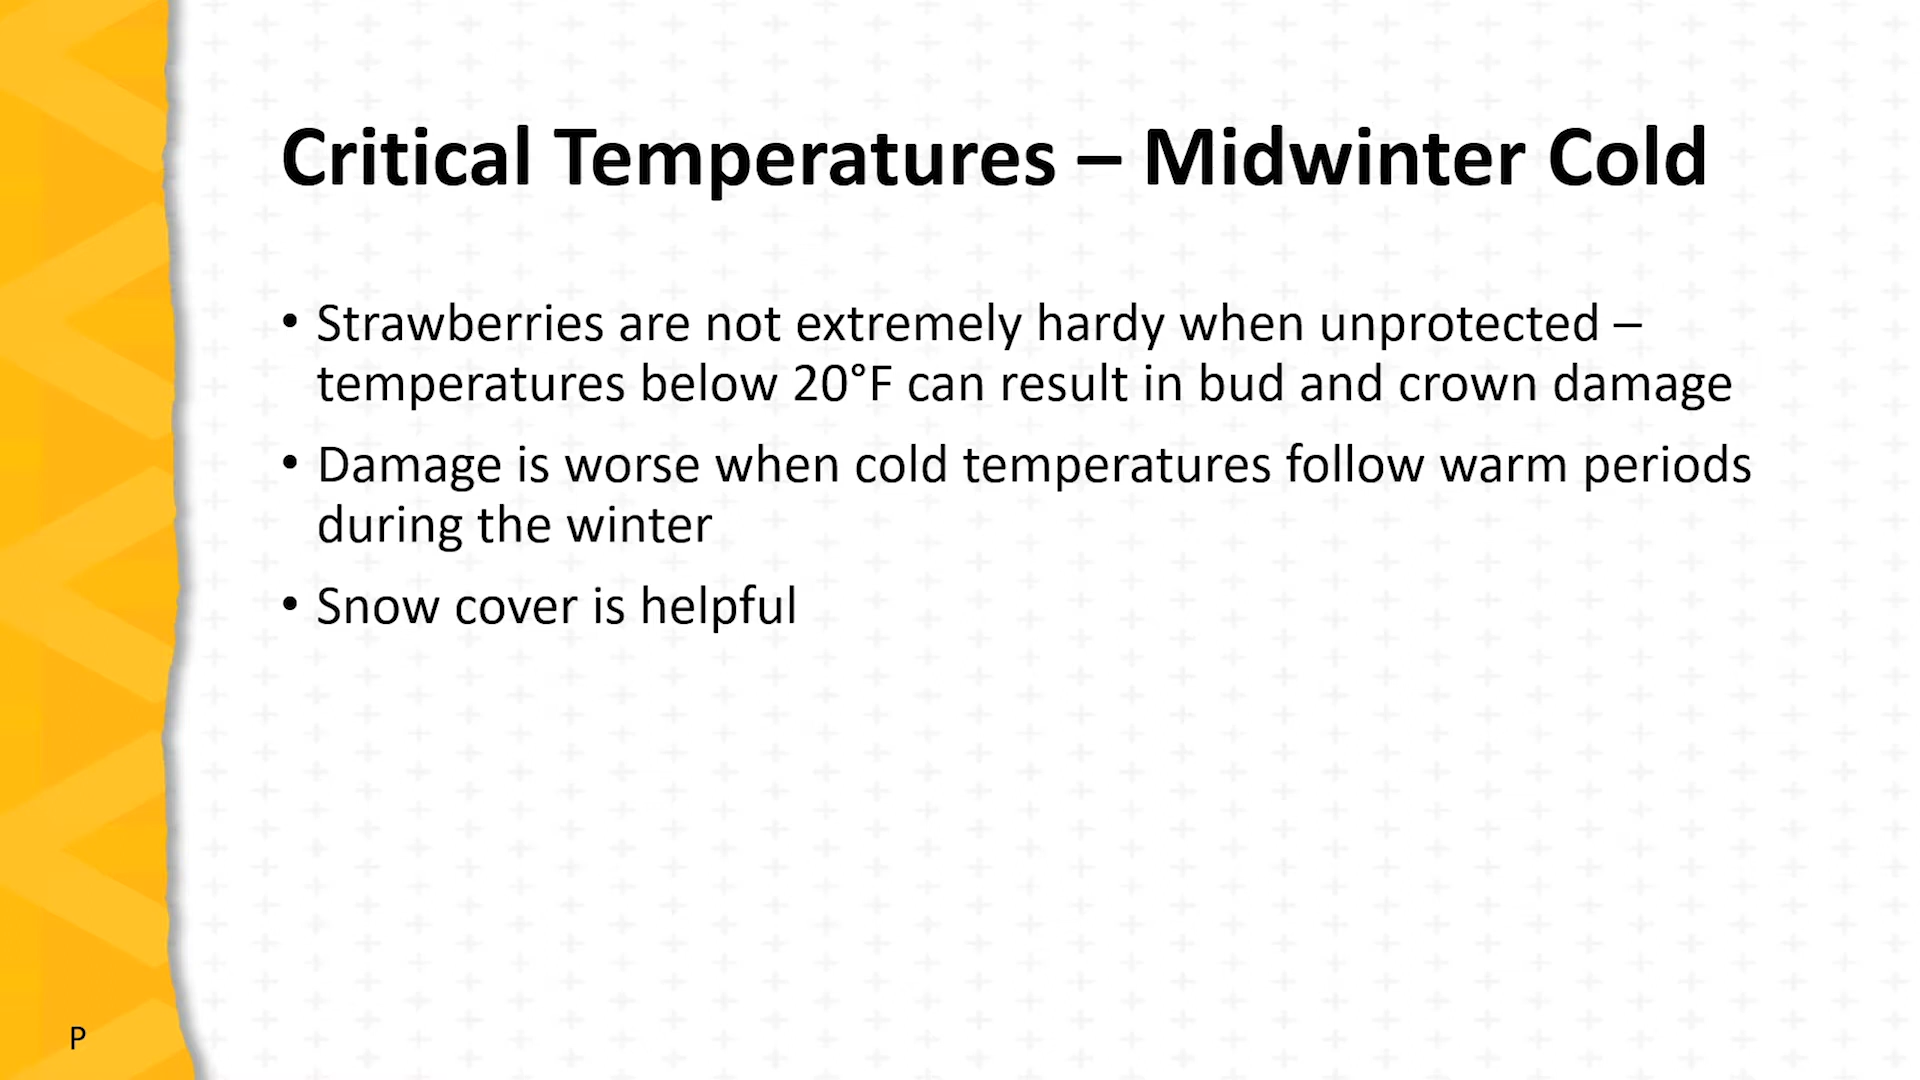 Critical Temperatures – Midwinter Cold
• Strawberries are not extremely hardy when unprotected –
temperatures below 20°F can result in bud and crown damage
• Damage is worse when cold temperatures follow warm periods
during the winter
• Snow cover is helpful
P